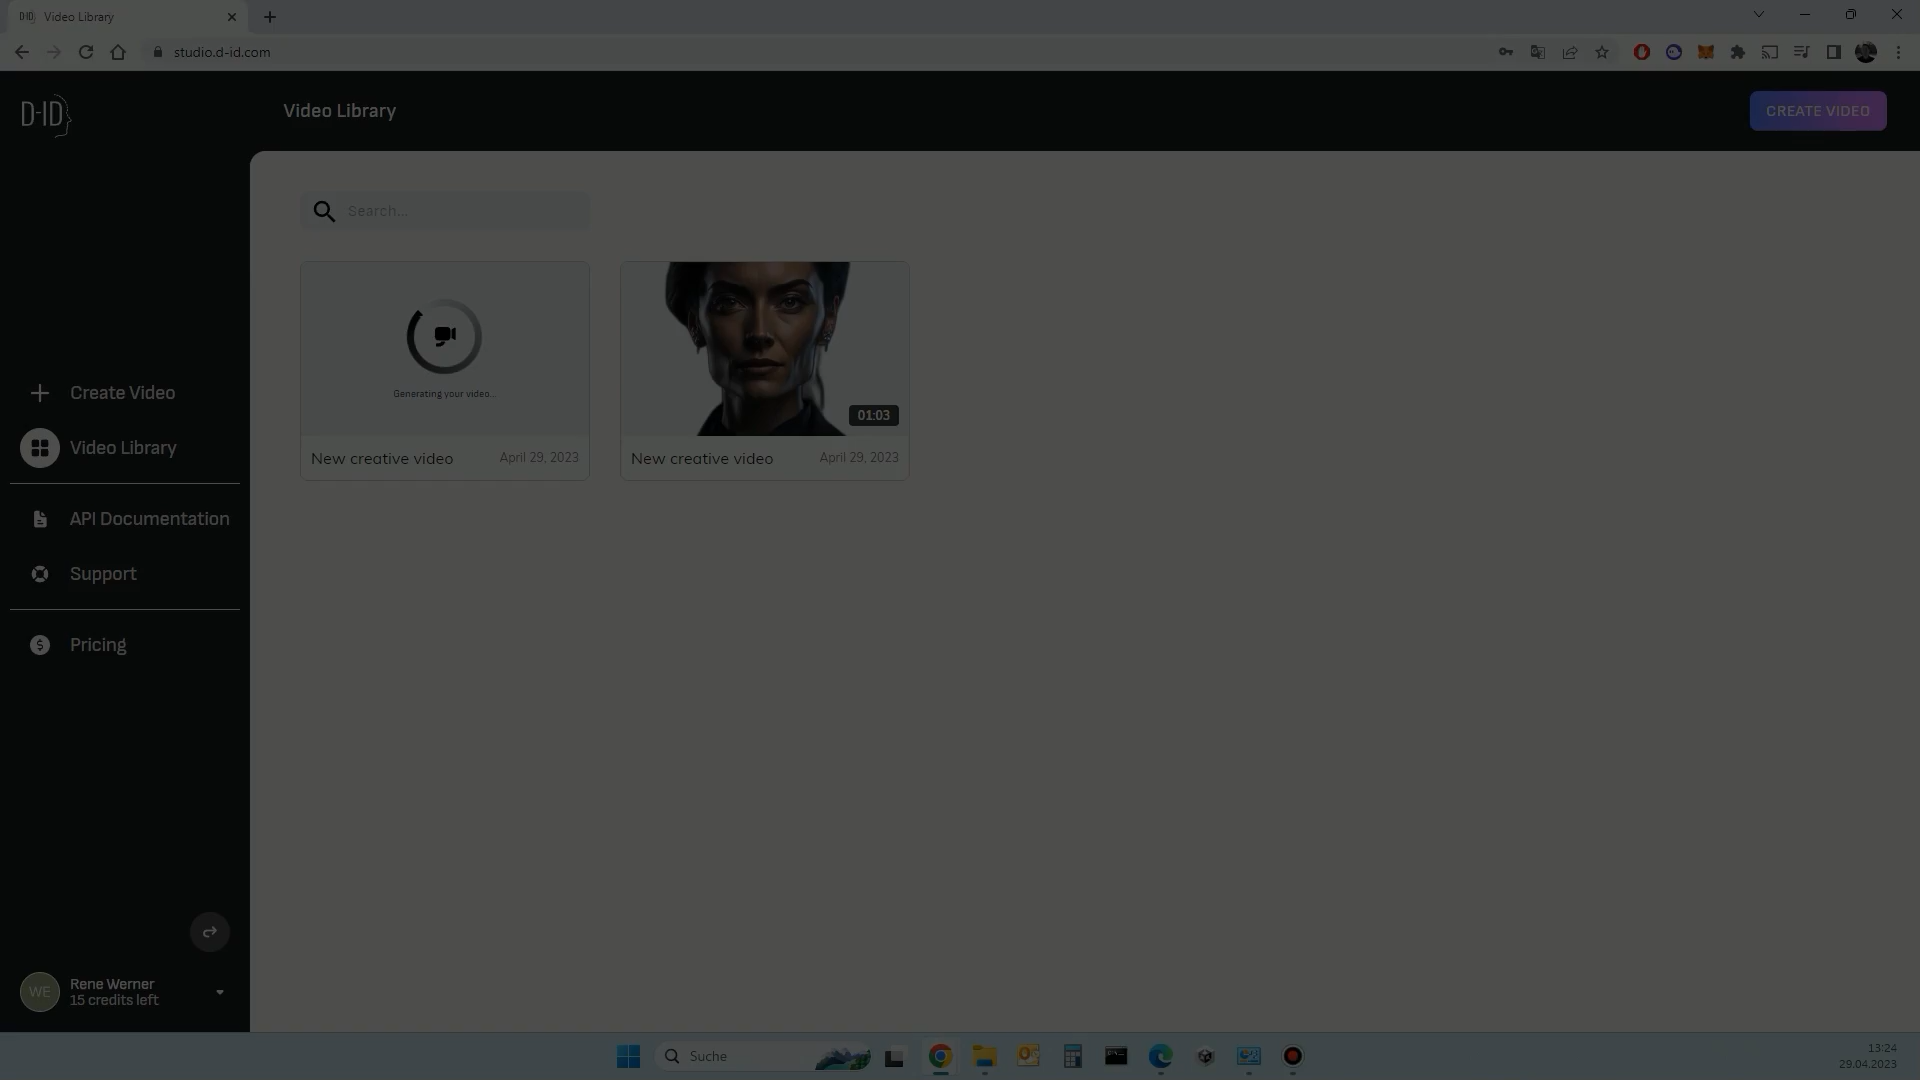 D-ID
Video Library
studio.d-id.com
D-ID
Video Library
CREATE VIDEO
Search...
Generating your video...
01:03
New creative video
April 29, 2023
New creative video
April 29, 2023
Create Video
Video Library
API Documentation
Support
Pricing
WE
Rene Werner
15 credits left
Suche
13:24
29.04.2023